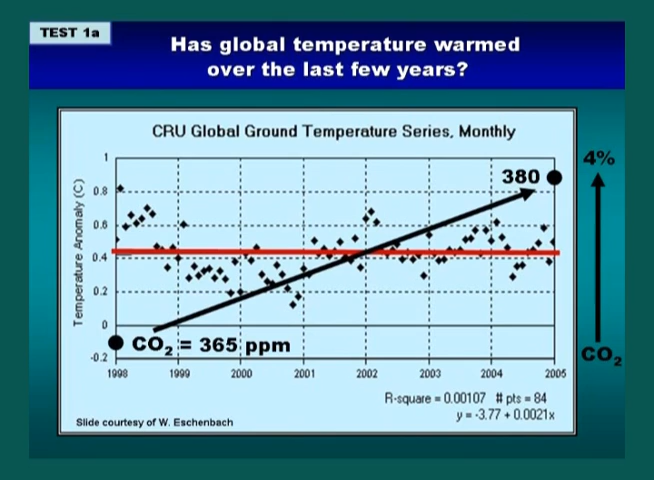 TEST 1a
Has global temperature warmed
over the last few years?
CRU Global Ground Temperature Series, Monthly
Temperature Anomaly (C)
1
0.8
0.6
0.4
0.2
0
-0.2
380
4%
CO₂ = 365 ppm
CO₂
1998 1999 2000 2001 2002 2003 2004 2005
R-square = 0.00107 # pts = 84
y = -3.77 + 0.0021x
Slide courtesy of W. Eschenbach